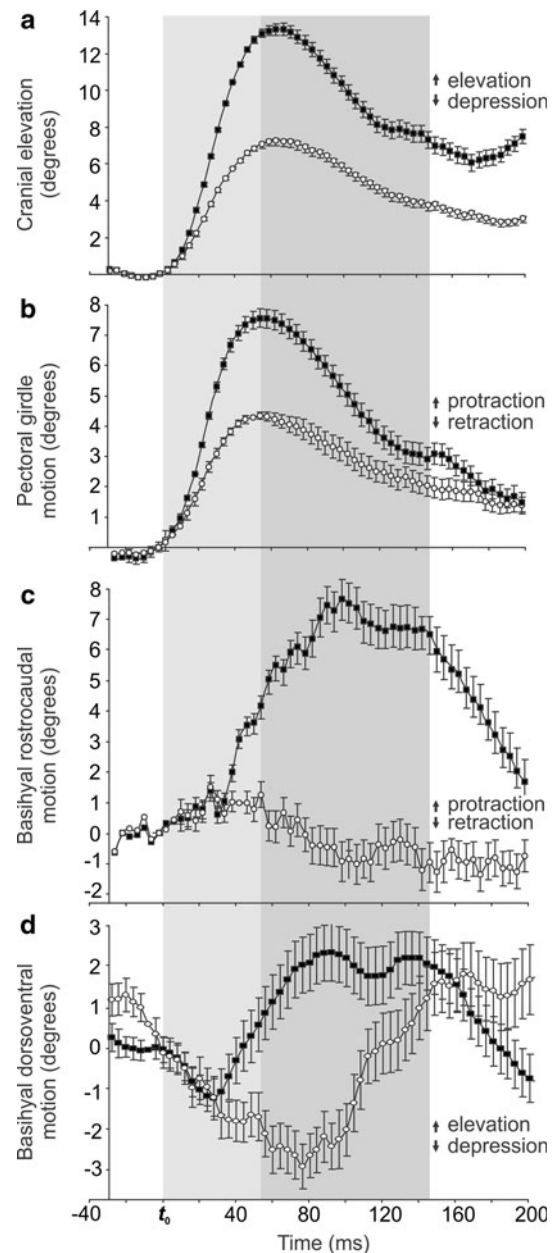 a
14
12
10
8
6
4
2
Cranial elevation
(degrees)
↑ elevation
↓ depression
b
8
7
6
5
4
3
2
1
Pectoral girdle
motion (degrees)
↑ protraction
↓ retraction
c
8
7
6
5
4
3
2
1
0
-1
-2
Basihyal rostrocaudal
motion (degrees)
↑ protraction
↓ retraction
d
3
2
1
0
-1
-2
-3
Basihyal dorsoventral
motion (degrees)
↑ elevation
↓ depression
-40 t₀ 40 80 120 160 200
Time (ms)